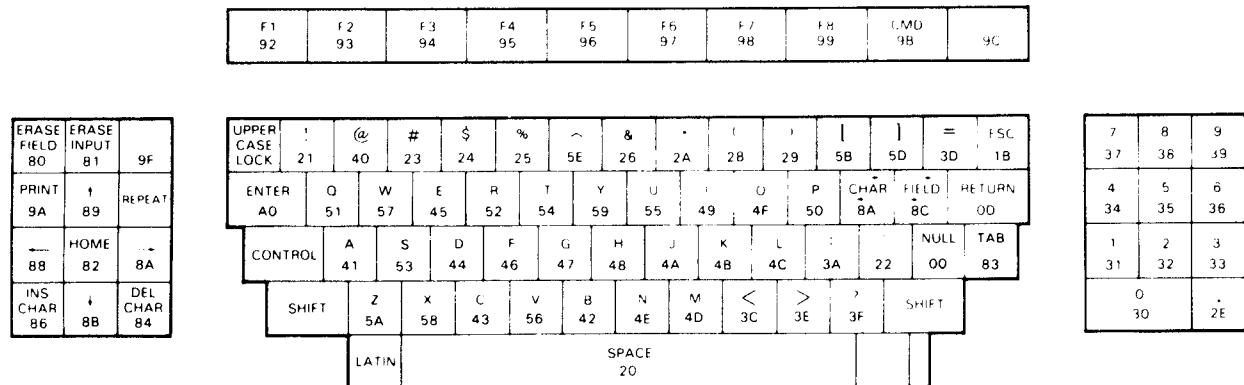 F1 F2 F3 F4 F5 F6 F7 F8 CMD
92 93 94 95 96 97 98 99 9B 9C
ERASE FIELD 80 ERASE INPUT 81 9F
PRINT 9A ↑ 89 REPEAT
← 88 HOME 82 → 8A
INS CHAR 86 ↓ 8B DEL CHAR 84
UPPER CASE LOCK ! @ # $ % ^ & * ( ) [ ] = ESC
21 40 23 24 25 5E 26 2A 28 29 5B 5D 3D 1B
ENTER Q W E R T Y U I O P CHAR FIELD RETURN
A0 51 57 45 52 54 59 55 49 4F 50 8A 8C 0D
CONTROL A S D F G H J K L : " NULL TAB
41 53 44 46 47 48 4A 4B 4C 3A 22 00 83
SHIFT Z X C V B N M < > ? SHIFT
5A 58 43 56 42 4E 4D 3C 3E 3F
LATIN SPACE
20
7 8 9
37 38 39
4 5 6
34 35 36
1 2 3
31 32 33
0 .
30 2E